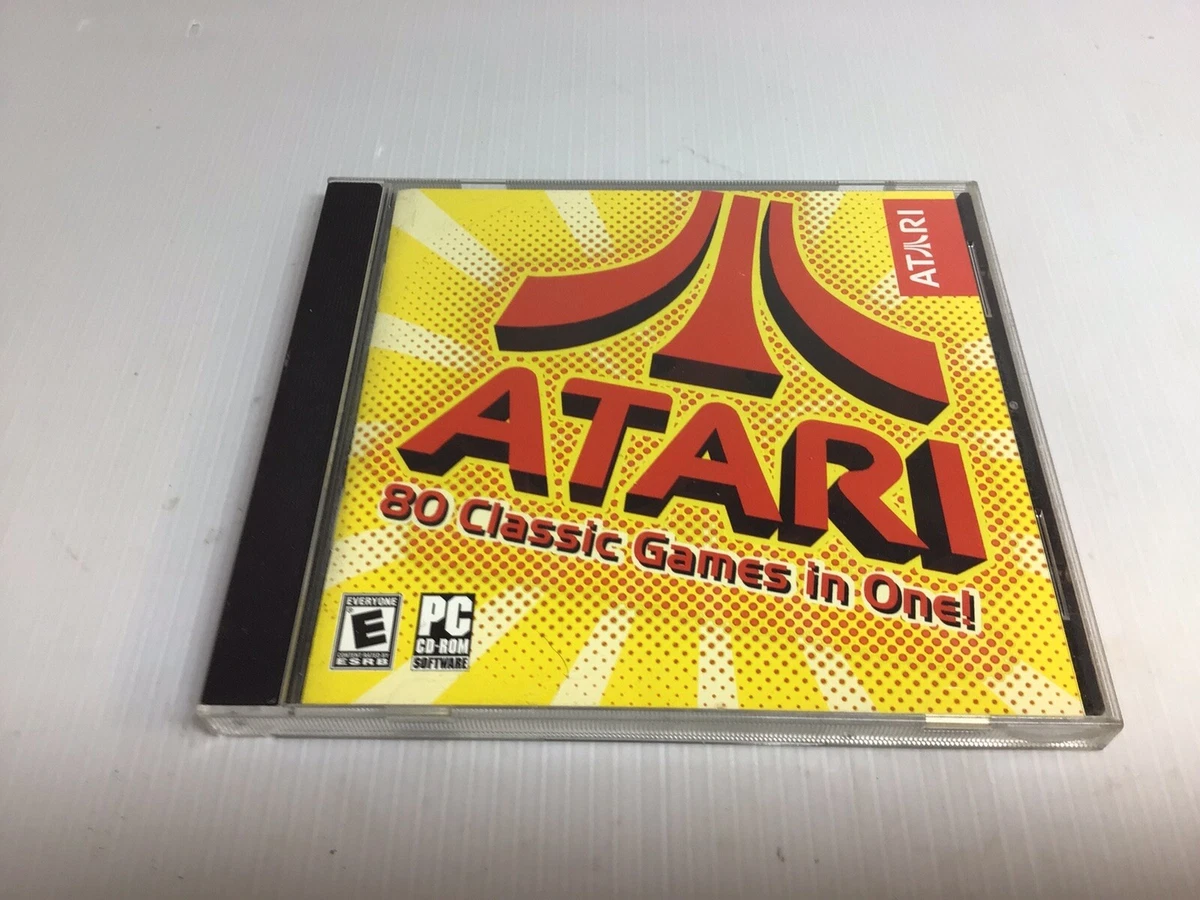 ATARI
ATARI
80 Classic Games in One!
EVERYONE
E
CONTENT RATED BY
ESRB
PC
CD-ROM
SOFTWARE